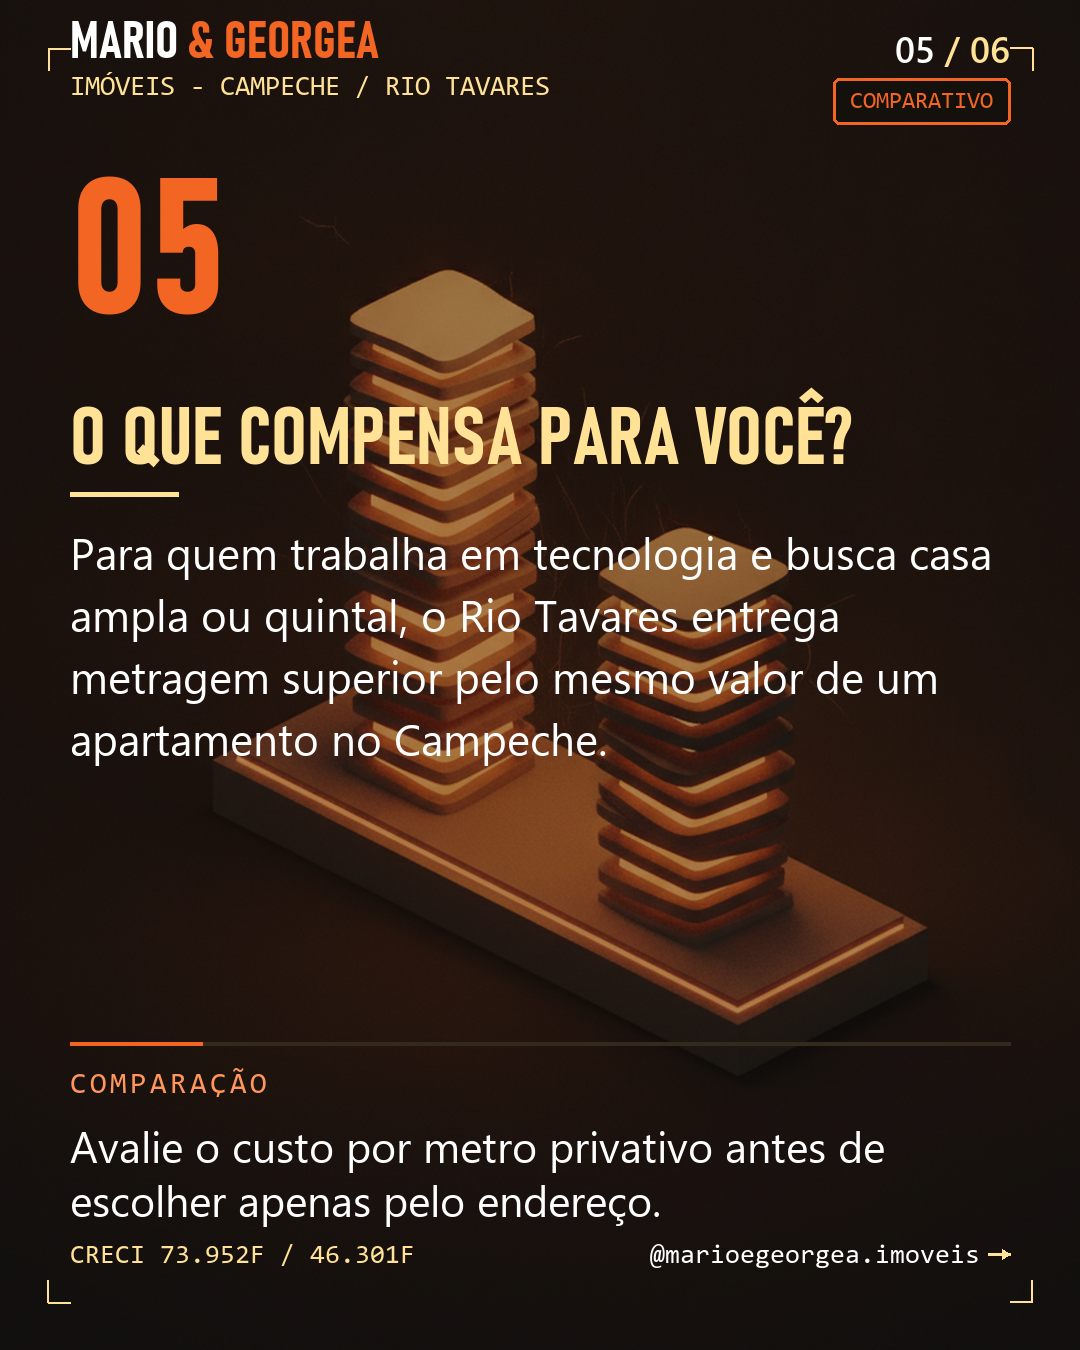 MARIO & GEORGEA
IMÓVEIS - CAMPECHE / RIO TAVARES
05 / 06
COMPARATIVO
05
O QUE COMPENSA PARA VOCÊ?
Para quem trabalha em tecnologia e busca casa
ampla ou quintal, o Rio Tavares entrega
metragem superior pelo mesmo valor de um
apartamento no Campeche.
COMPARAÇÃO
Avalie o custo por metro privativo antes de
escolher apenas pelo endereço.
CRECI 73.952F / 46.301F
@marioegeorgea.imoveis →